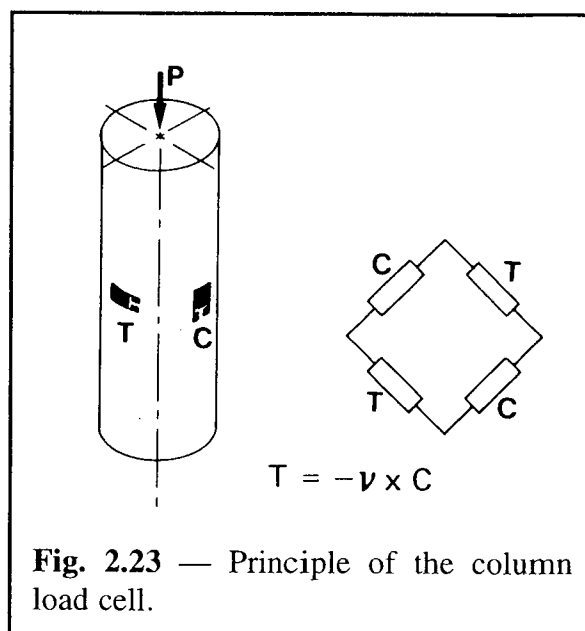 P
T
C
C
T
T
C
T = -ν x C
Fig. 2.23 — Principle of the column
load cell.